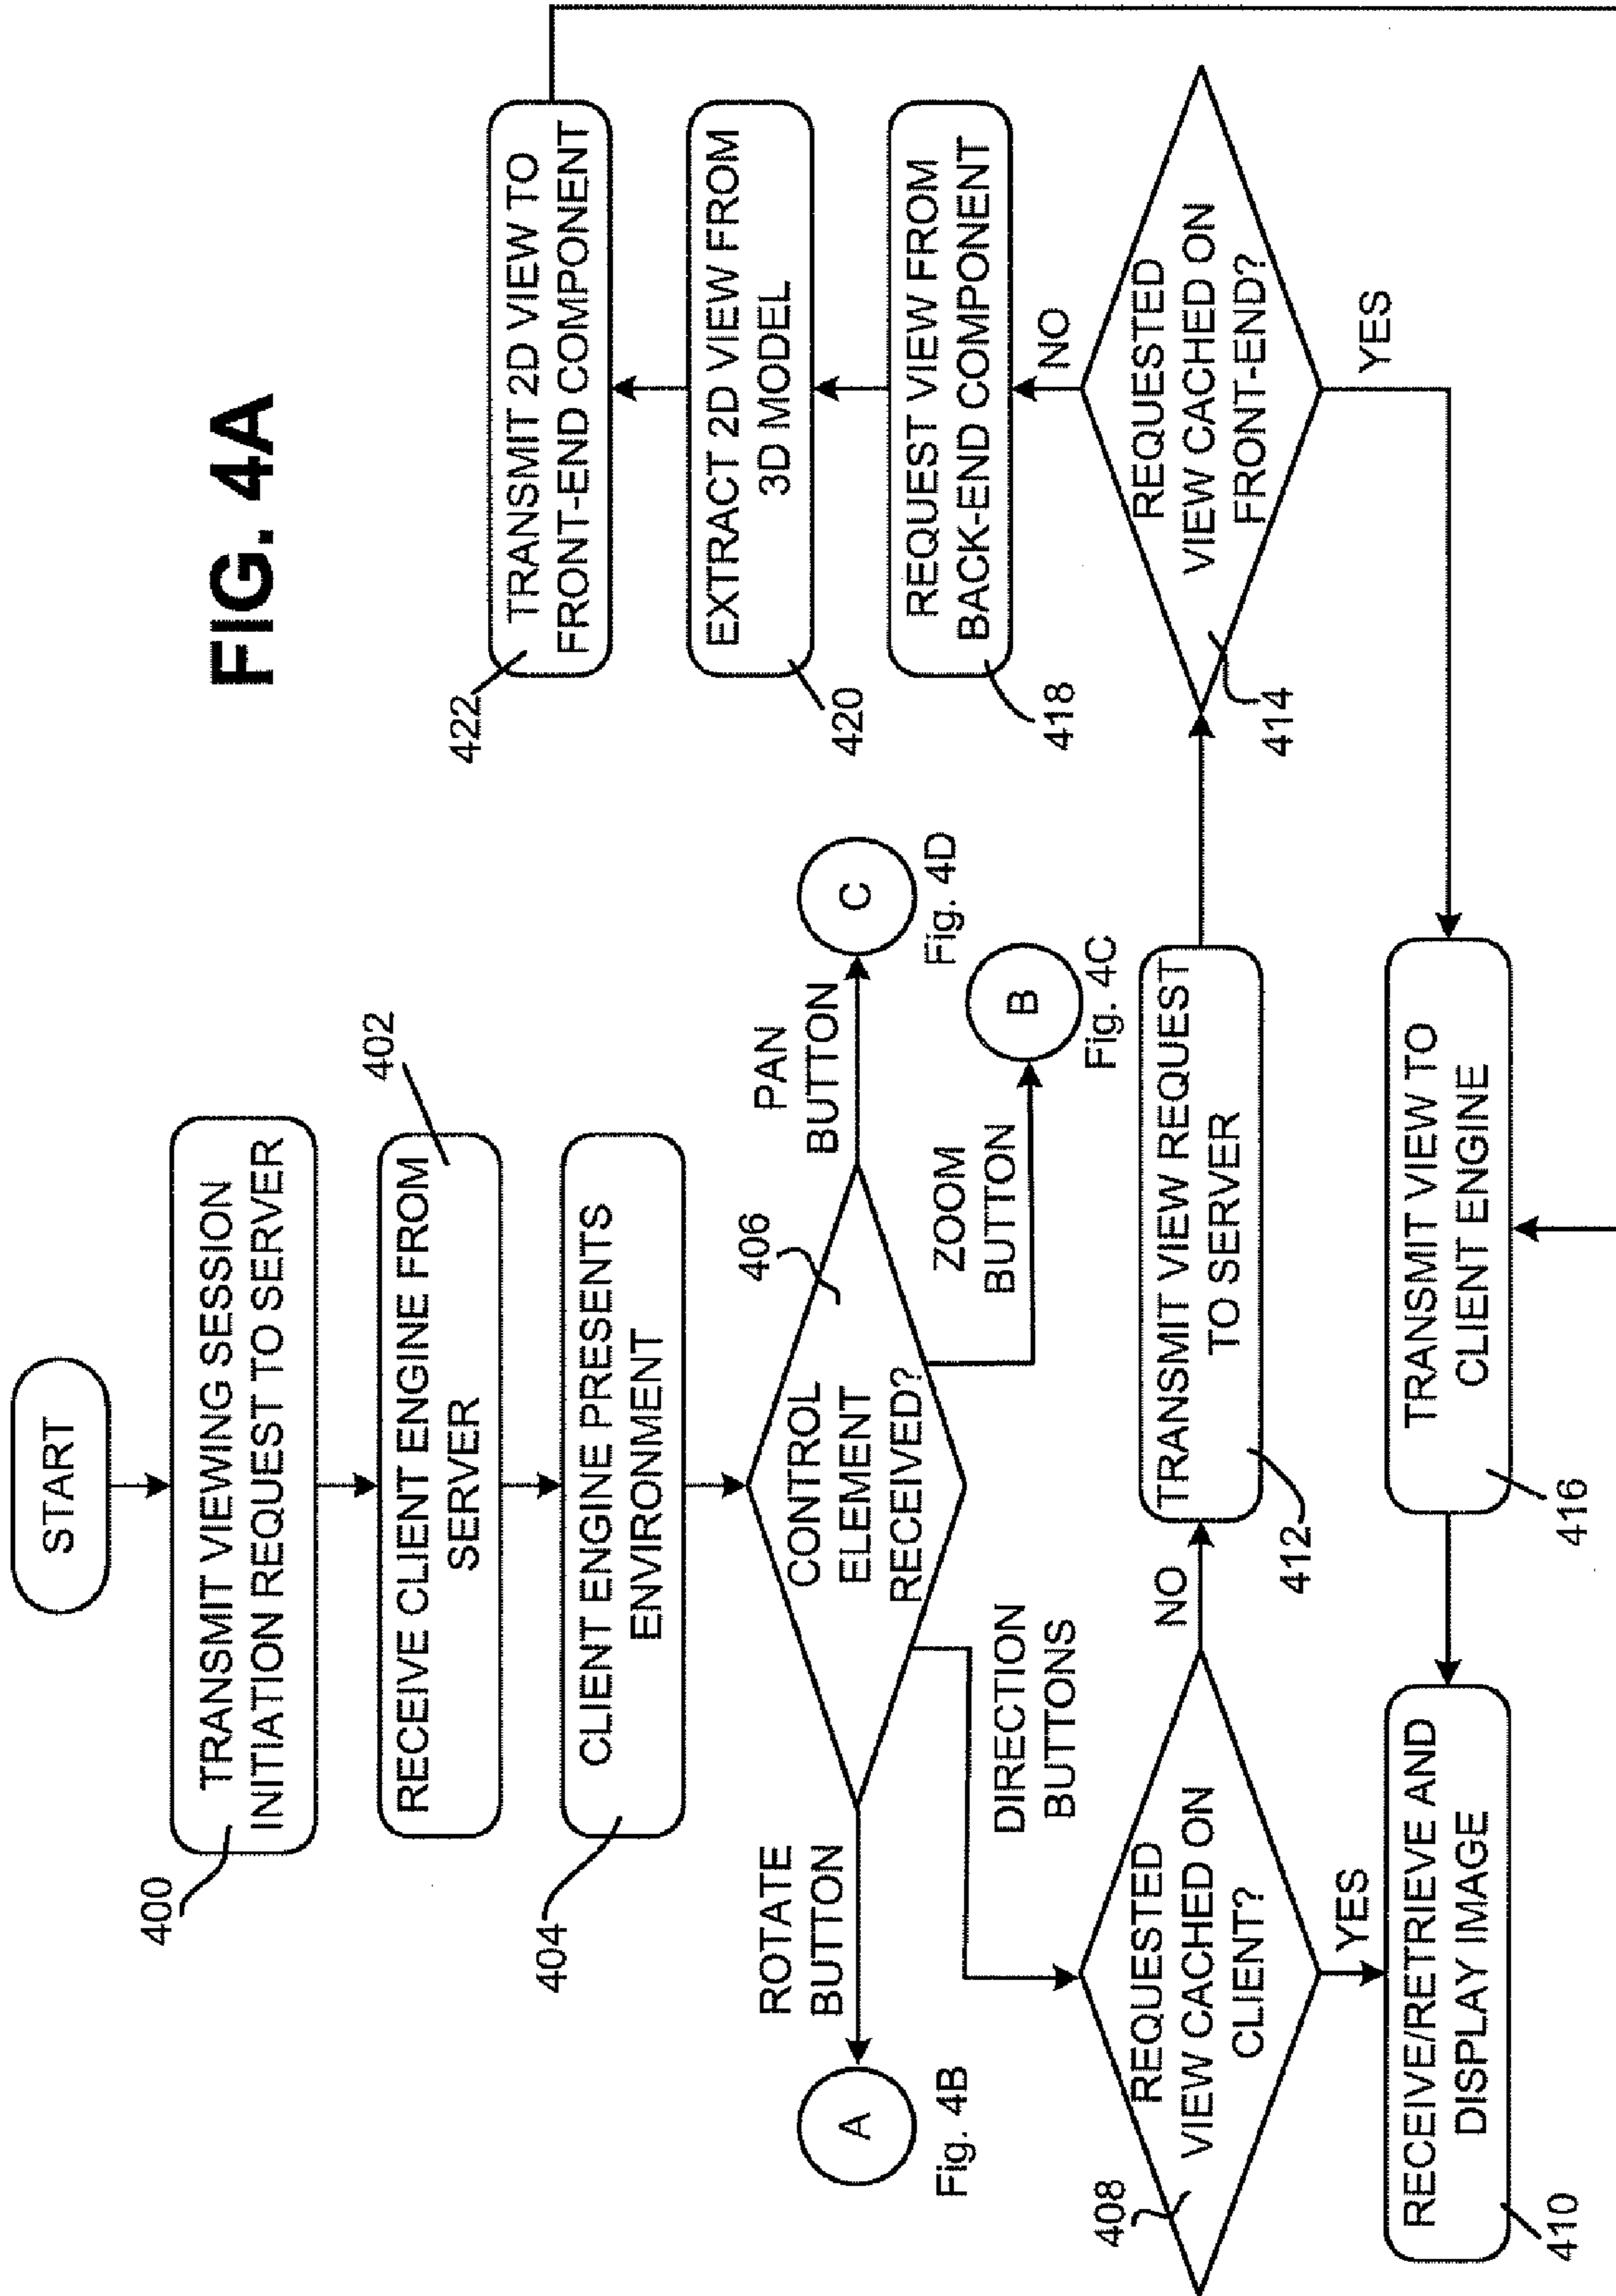 FIG. 4A
START
TRANSMIT VIEWING SESSION
INITIATION REQUEST TO SERVER
400
RECEIVE CLIENT ENGINE FROM
SERVER
402
CLIENT ENGINE PRESENTS
ENVIRONMENT
404
CONTROL
ELEMENT
RECEIVED?
406
ROTATE
BUTTON
A
Fig. 4B
PAN
BUTTON
C
Fig. 4D
ZOOM
BUTTON
B
Fig. 4C
DIRECTION
BUTTONS
REQUESTED
VIEW CACHED ON
CLIENT?
408
YES
NO
RECEIVE/RETRIEVE AND
DISPLAY IMAGE
410
TRANSMIT VIEW REQUEST
TO SERVER
412
REQUESTED
VIEW CACHED ON
FRONT-END?
414
YES
NO
TRANSMIT VIEW TO
CLIENT ENGINE
416
REQUEST VIEW FROM
BACK-END COMPONENT
418
EXTRACT 2D VIEW FROM
3D MODEL
420
TRANSMIT 2D VIEW TO
FRONT-END COMPONENT
422